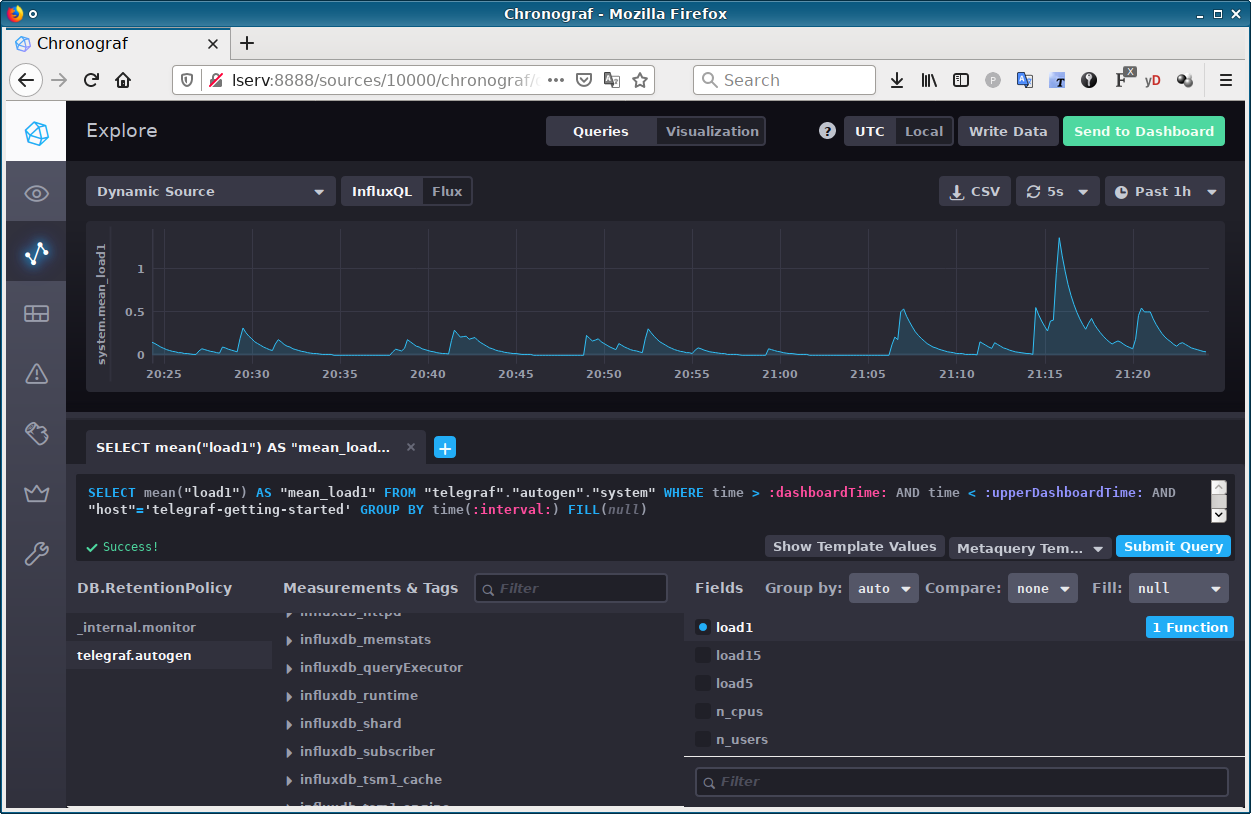 Chronograf - Mozilla Firefox
Chronograf
lserv:8888/sources/10000/chronograf/
Search
Explore
Queries Visualization
? UTC Local Write Data Send to Dashboard
Dynamic Source InfluxQL Flux CSV 5s Past 1h
system.mean_load1
1
0.5
0
20:25 20:30 20:35 20:40 20:45 20:50 20:55 21:00 21:05 21:10 21:15 21:20
SELECT mean("load1") AS "mean_load...
SELECT mean("load1") AS "mean_load1" FROM "telegraf"."autogen"."system" WHERE time > :dashboardTime: AND time < :upperDashboardTime: AND
"host"='telegraf-getting-started' GROUP BY time(:interval:) FILL(null)
Success! Show Template Values Metaquery Tem... Submit Query
DB.RetentionPolicy Measurements & Tags Filter Fields Group by: auto Compare: none Fill: null
_internal.monitor
telegraf.autogen
influxdb_httpd
influxdb_memstats
influxdb_queryExecutor
influxdb_runtime
influxdb_shard
influxdb_subscriber
influxdb_tsm1_cache
influxdb_tsm1_engine
load1 1 Function
load15
load5
n_cpus
n_users
Filter